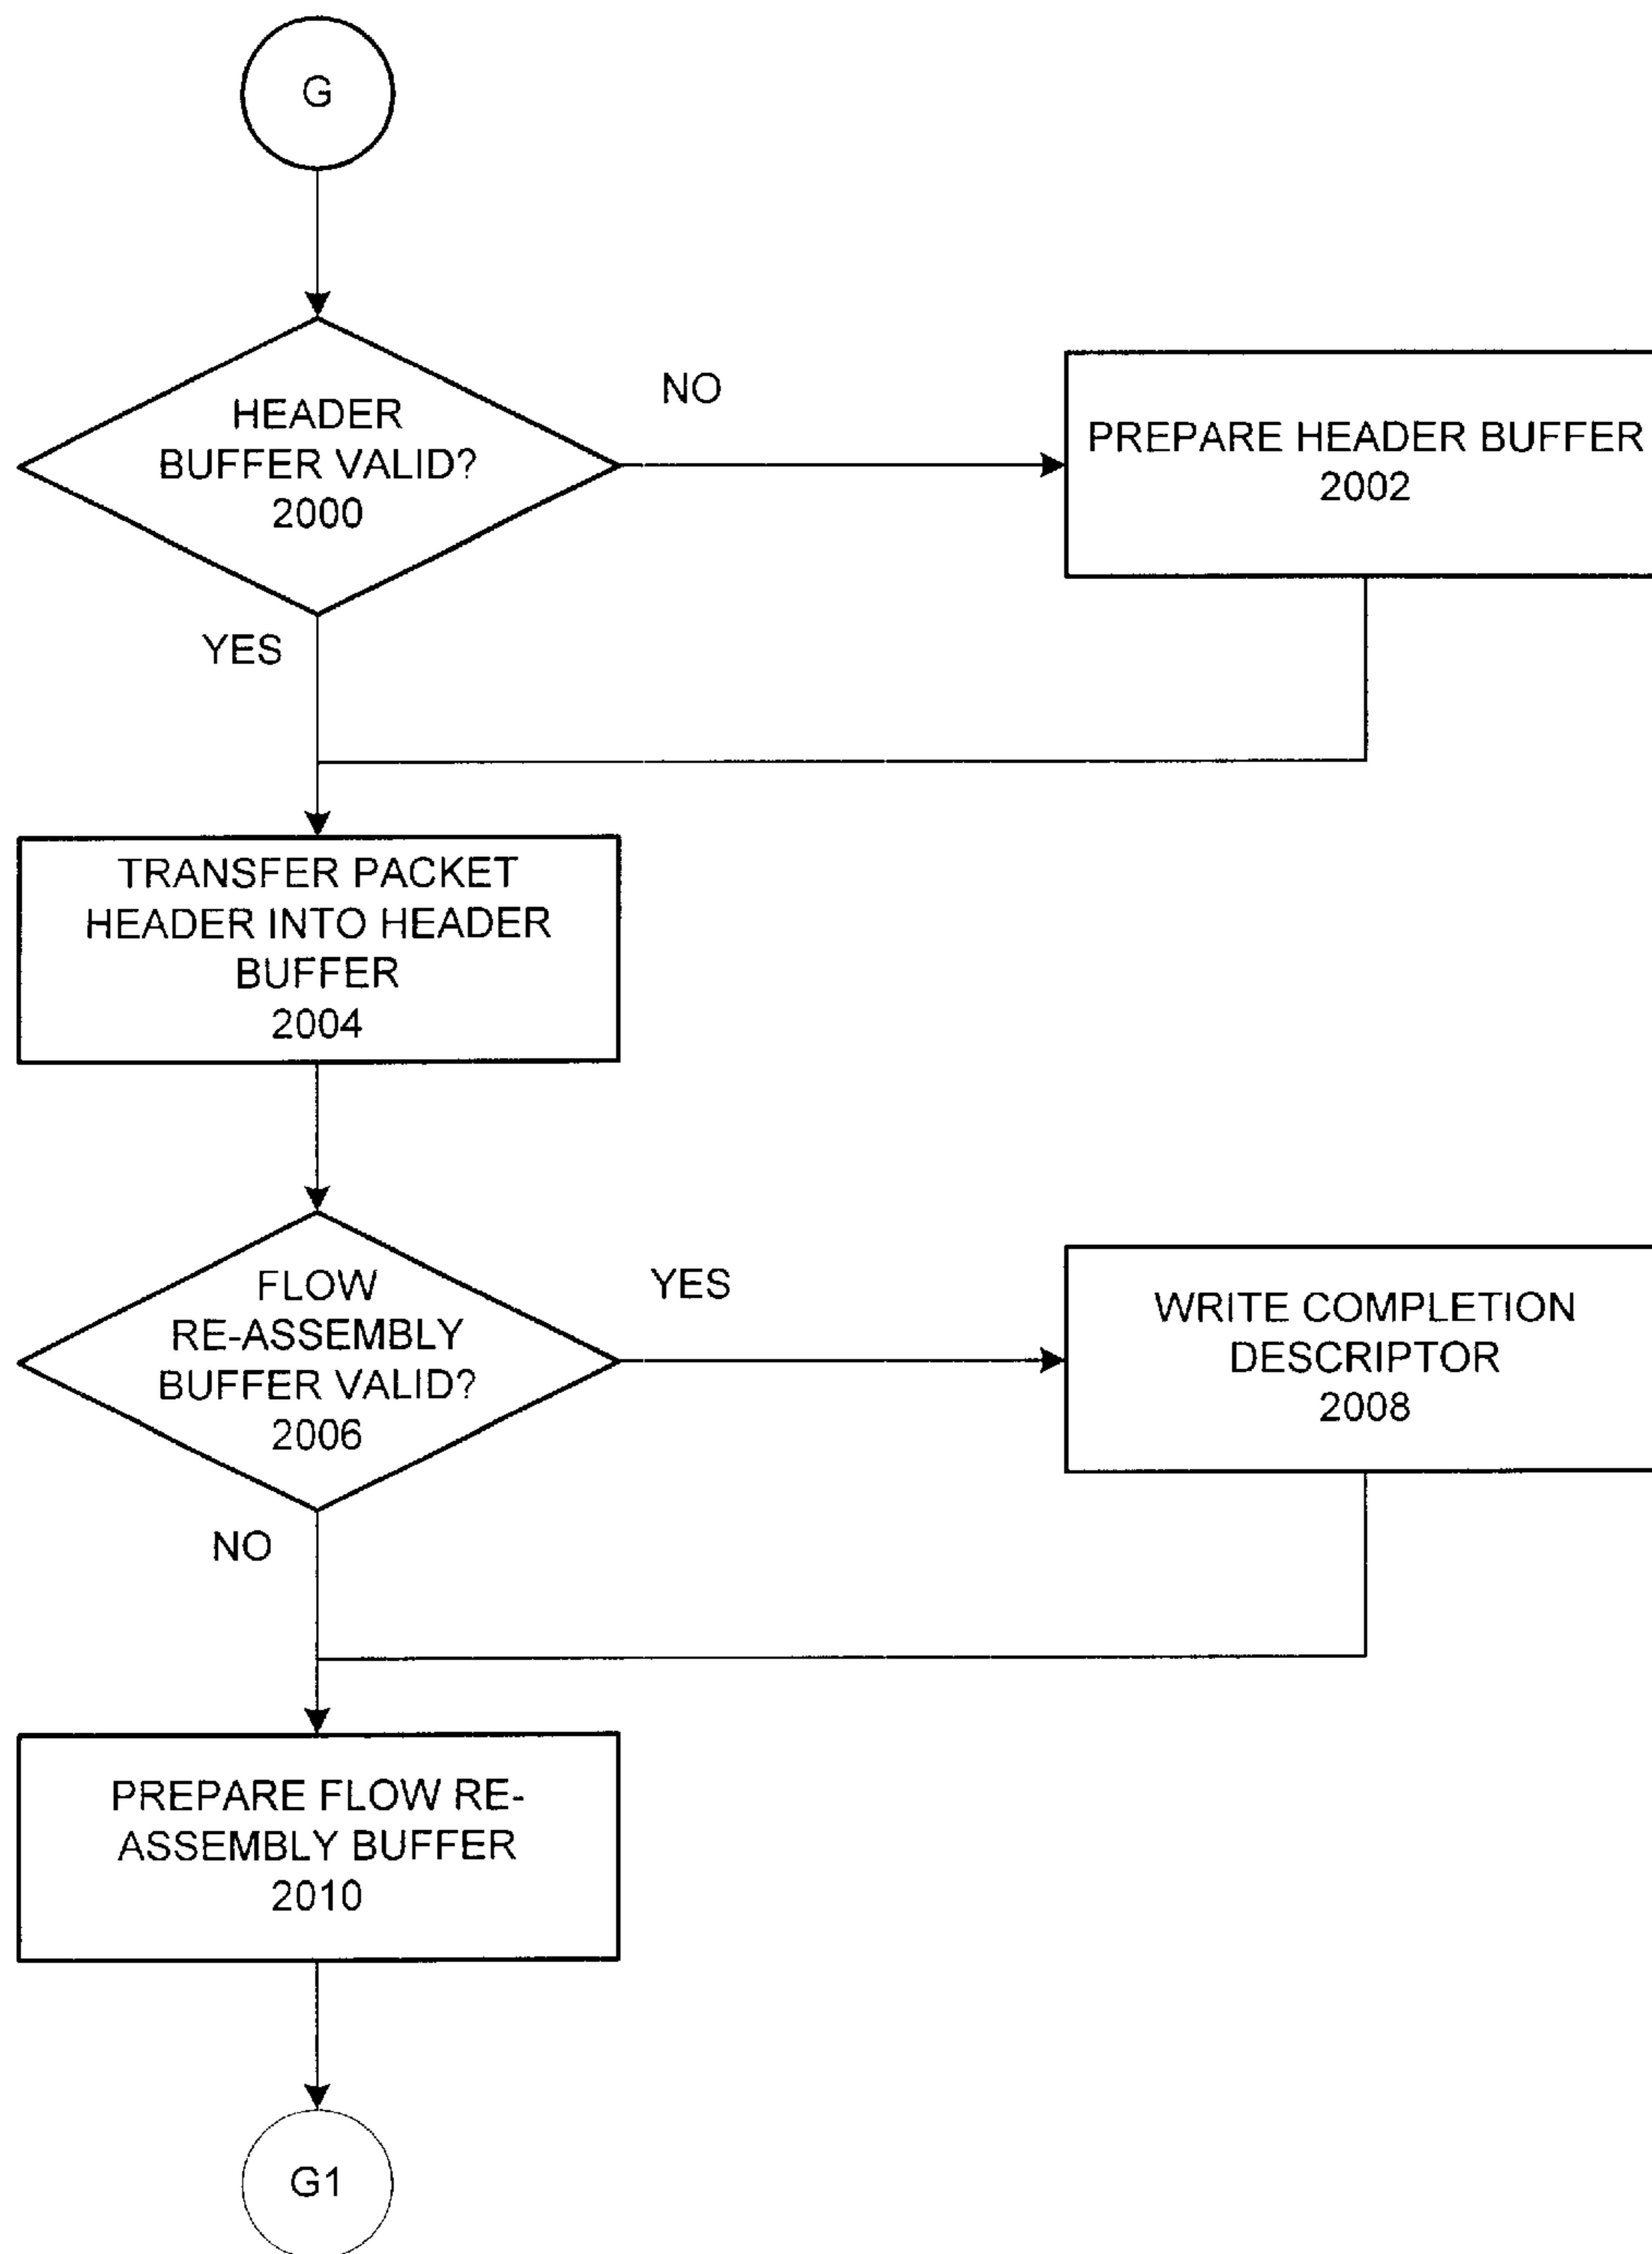 G
HEADER
BUFFER VALID?
2000
NO
PREPARE HEADER BUFFER
2002
YES
TRANSFER PACKET
HEADER INTO HEADER
BUFFER
2004
FLOW
RE-ASSEMBLY
BUFFER VALID?
2006
YES
WRITE COMPLETION
DESCRIPTOR
2008
NO
PREPARE FLOW RE-
ASSEMBLY BUFFER
2010
G1